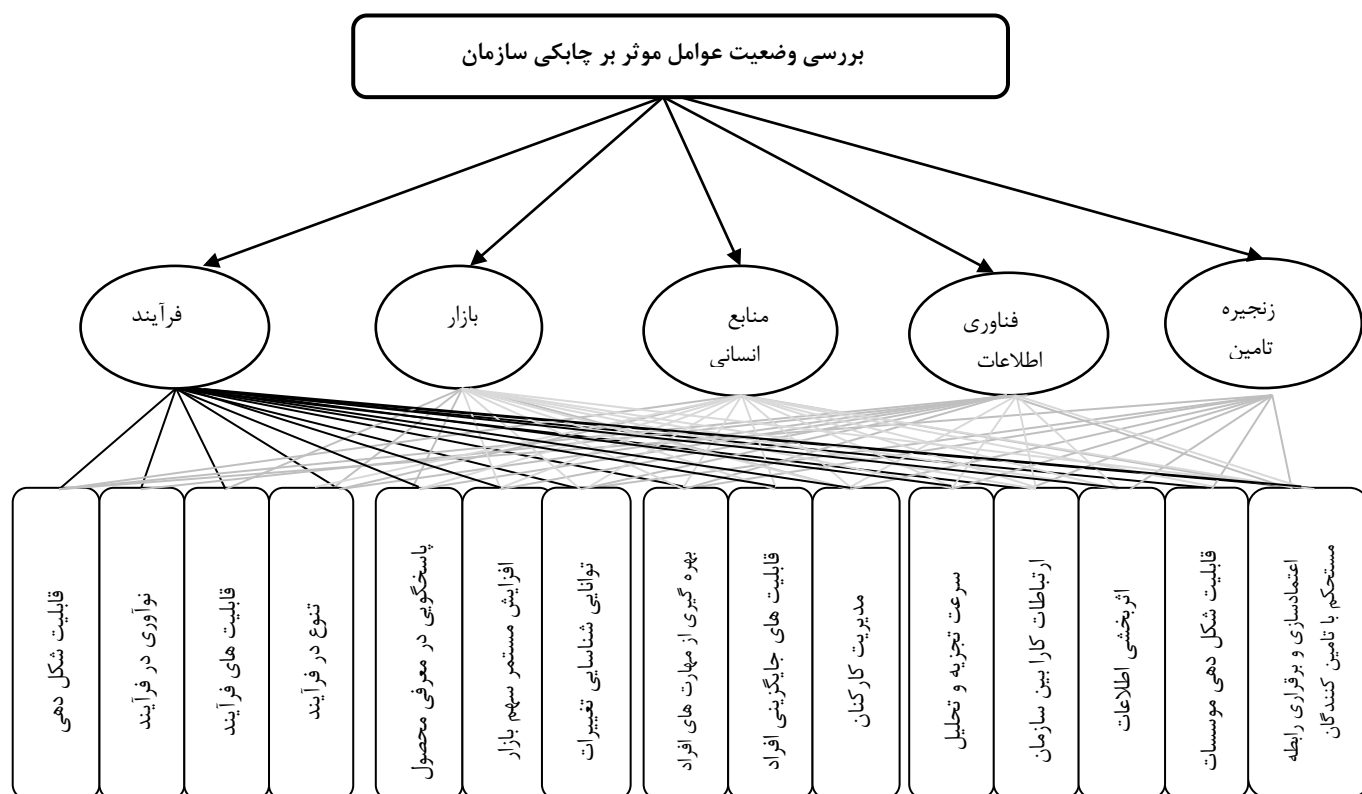 بررسی وضعیت عوامل موثر بر چابکی سازمان
زنجیره
تامین
فناوری
اطلاعات
منابع
انسانی
بازار
فرآیند
اعتمادسازی و برقراری رابطه
مستحکم با تامین کنندگان
قابلیت شکل دهی موسسات
اثربخشی اطلاعات
ارتباطات کارا بین سازمان
سرعت تجزیه و تحلیل
مدیریت کارکنان
قابلیت های جایگزینی افراد
بهره گیری از مهارت های افراد
توانایی شناسایی تغییرات
افزایش مستمر سهم بازار
پاسخگویی در معرفی محصول
تنوع در فرآیند
قابلیت های فرآیند
نوآوری در فرآیند
قابلیت شکل دهی